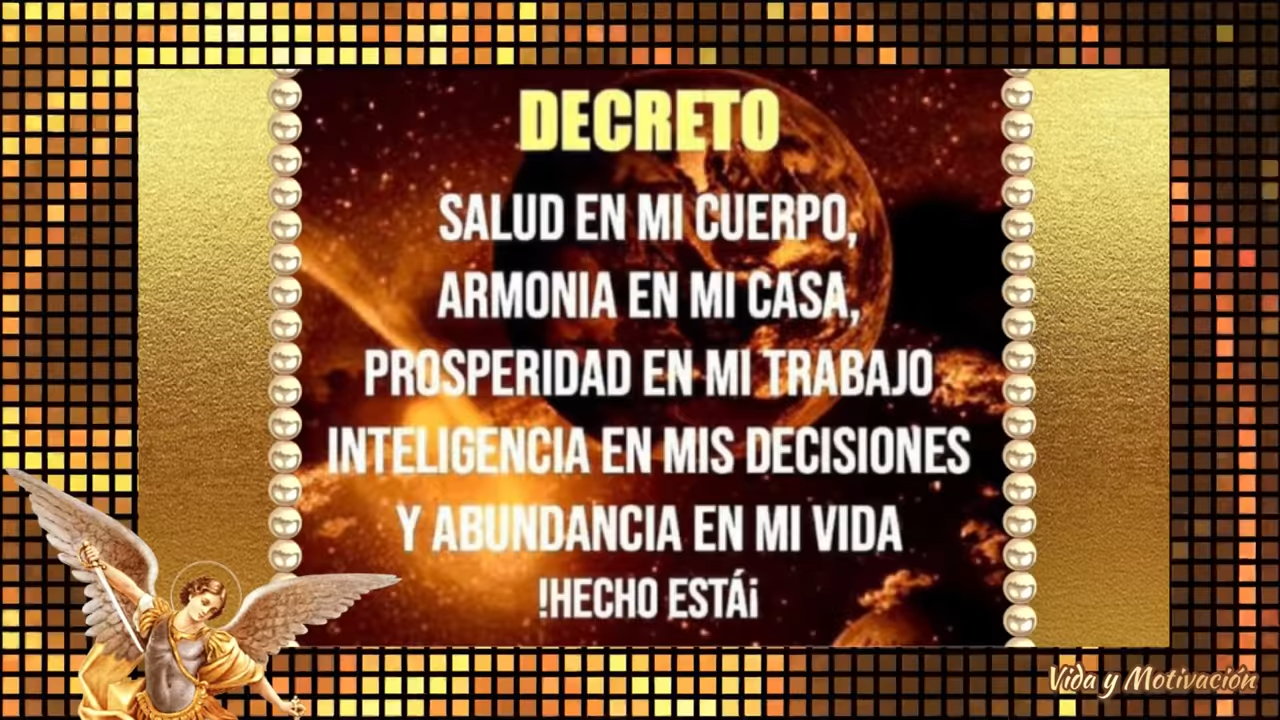 DECRETO
SALUD EN MI CUERPO,
ARMONIA EN MI CASA,
PROSPERIDAD EN MI TRABAJO
INTELIGENCIA EN MIS DECISIONES
Y ABUNDANCIA EN MI VIDA
!HECHO ESTÁ¡
Vida y Motivación